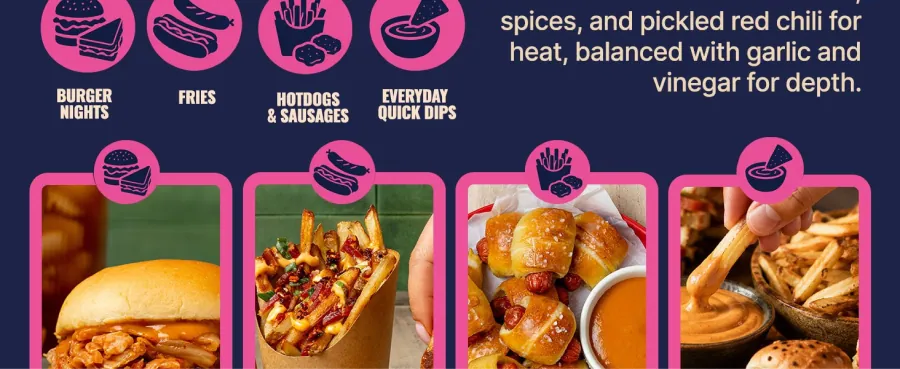 spices, and pickled red chili for
heat, balanced with garlic and
vinegar for depth.
BURGER
NIGHTS
FRIES
HOTDOGS
& SAUSAGES
EVERYDAY
QUICK DIPS